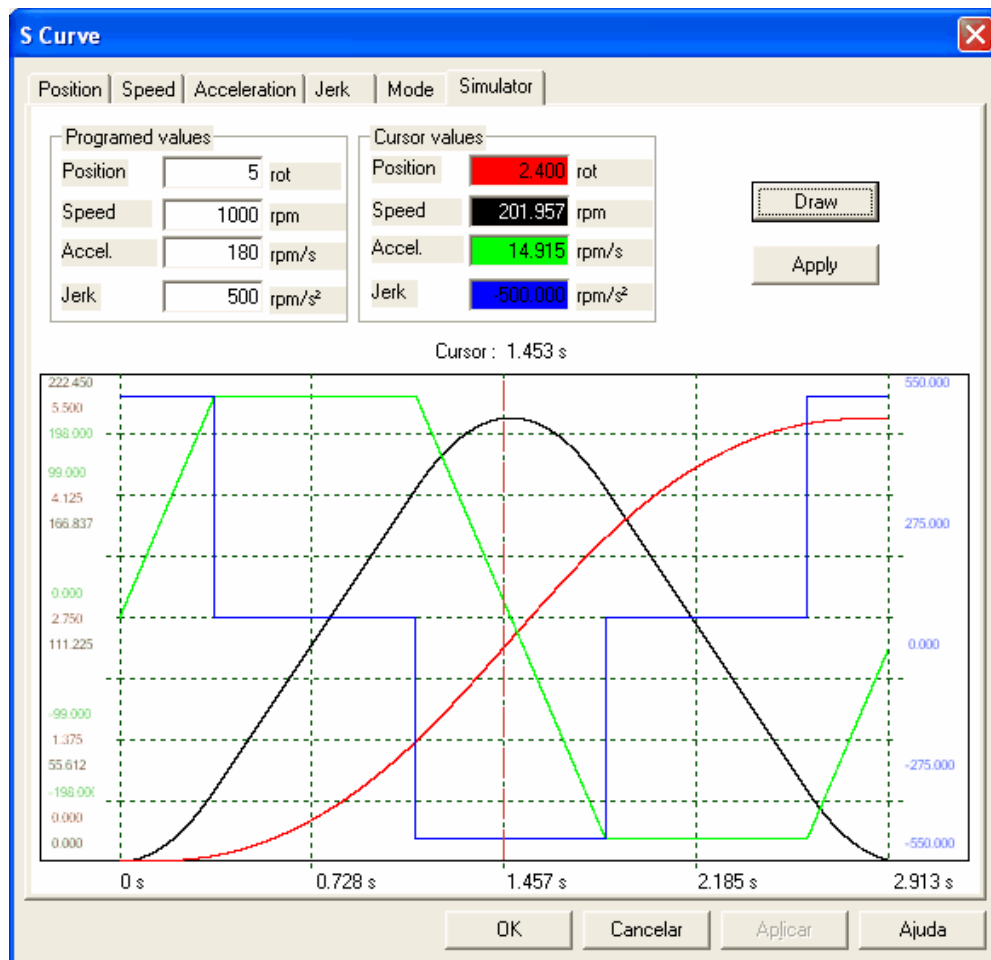 S Curve
Position Speed Acceleration Jerk Mode Simulator
Programed values
Position 5 rot
Speed 1000 rpm
Accel. 180 rpm/s
Jerk 500 rpm/s²
Cursor values
Position 2.400 rot
Speed 201.957 rpm
Accel. 14.915 rpm/s
Jerk -500.000 rpm/s²
Draw
Apply
Cursor : 1.453 s
222.450
5.500
198.000
99.000
4.125
166.837
0.000
2.750
111.225
-99.000
1.375
55.612
-198.00(
0.000
0.000
550.000
275.000
0.000
-275.000
-550.000
0 s 0.728 s 1.457 s 2.185 s 2.913 s
OK Cancelar Aplicar Ajuda